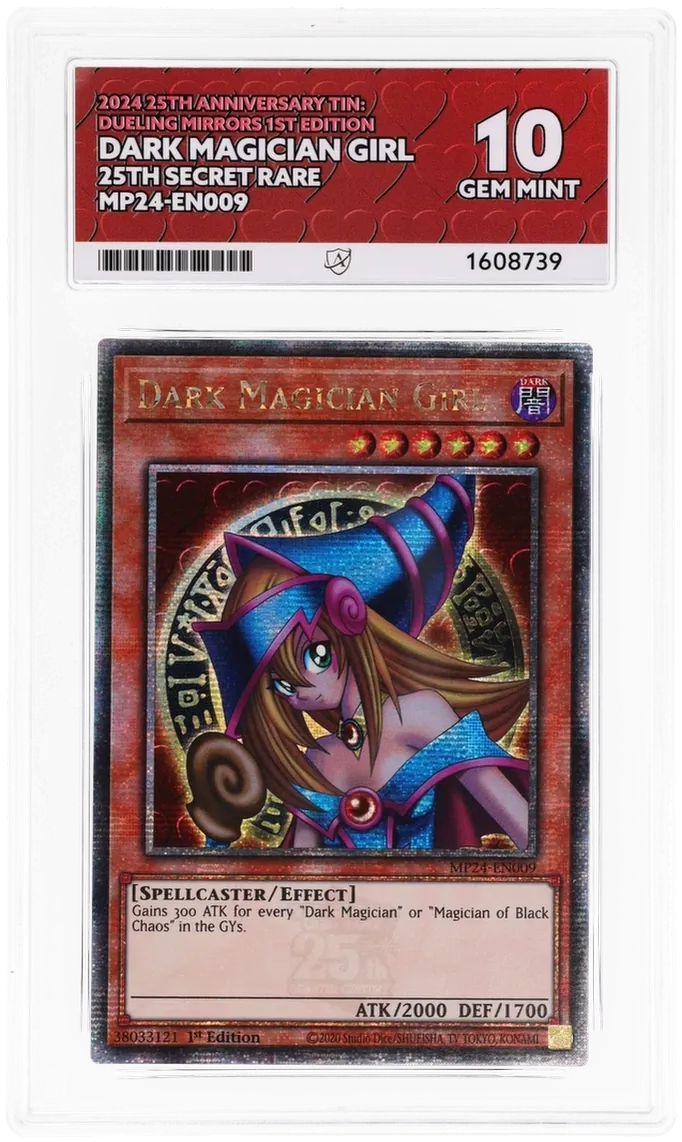 2024 25TH ANNIVERSARY TIN:
DUELING MIRRORS 1ST EDITION
DARK MAGICIAN GIRL
25TH SECRET RARE
MP24-EN009
10
GEM MINT
1608739
DARK MAGICIAN GIRL
DARK
闇
MP24-EN009
[SPELLCASTER/EFFECT]
Gains 300 ATK for every "Dark Magician" or "Magician of Black
Chaos" in the GYs.
25th
ATK/2000 DEF/1700
38033121 1st Edition
©2020 Studio Dice/SHUEISHA, TV TOKYO, KONAMI